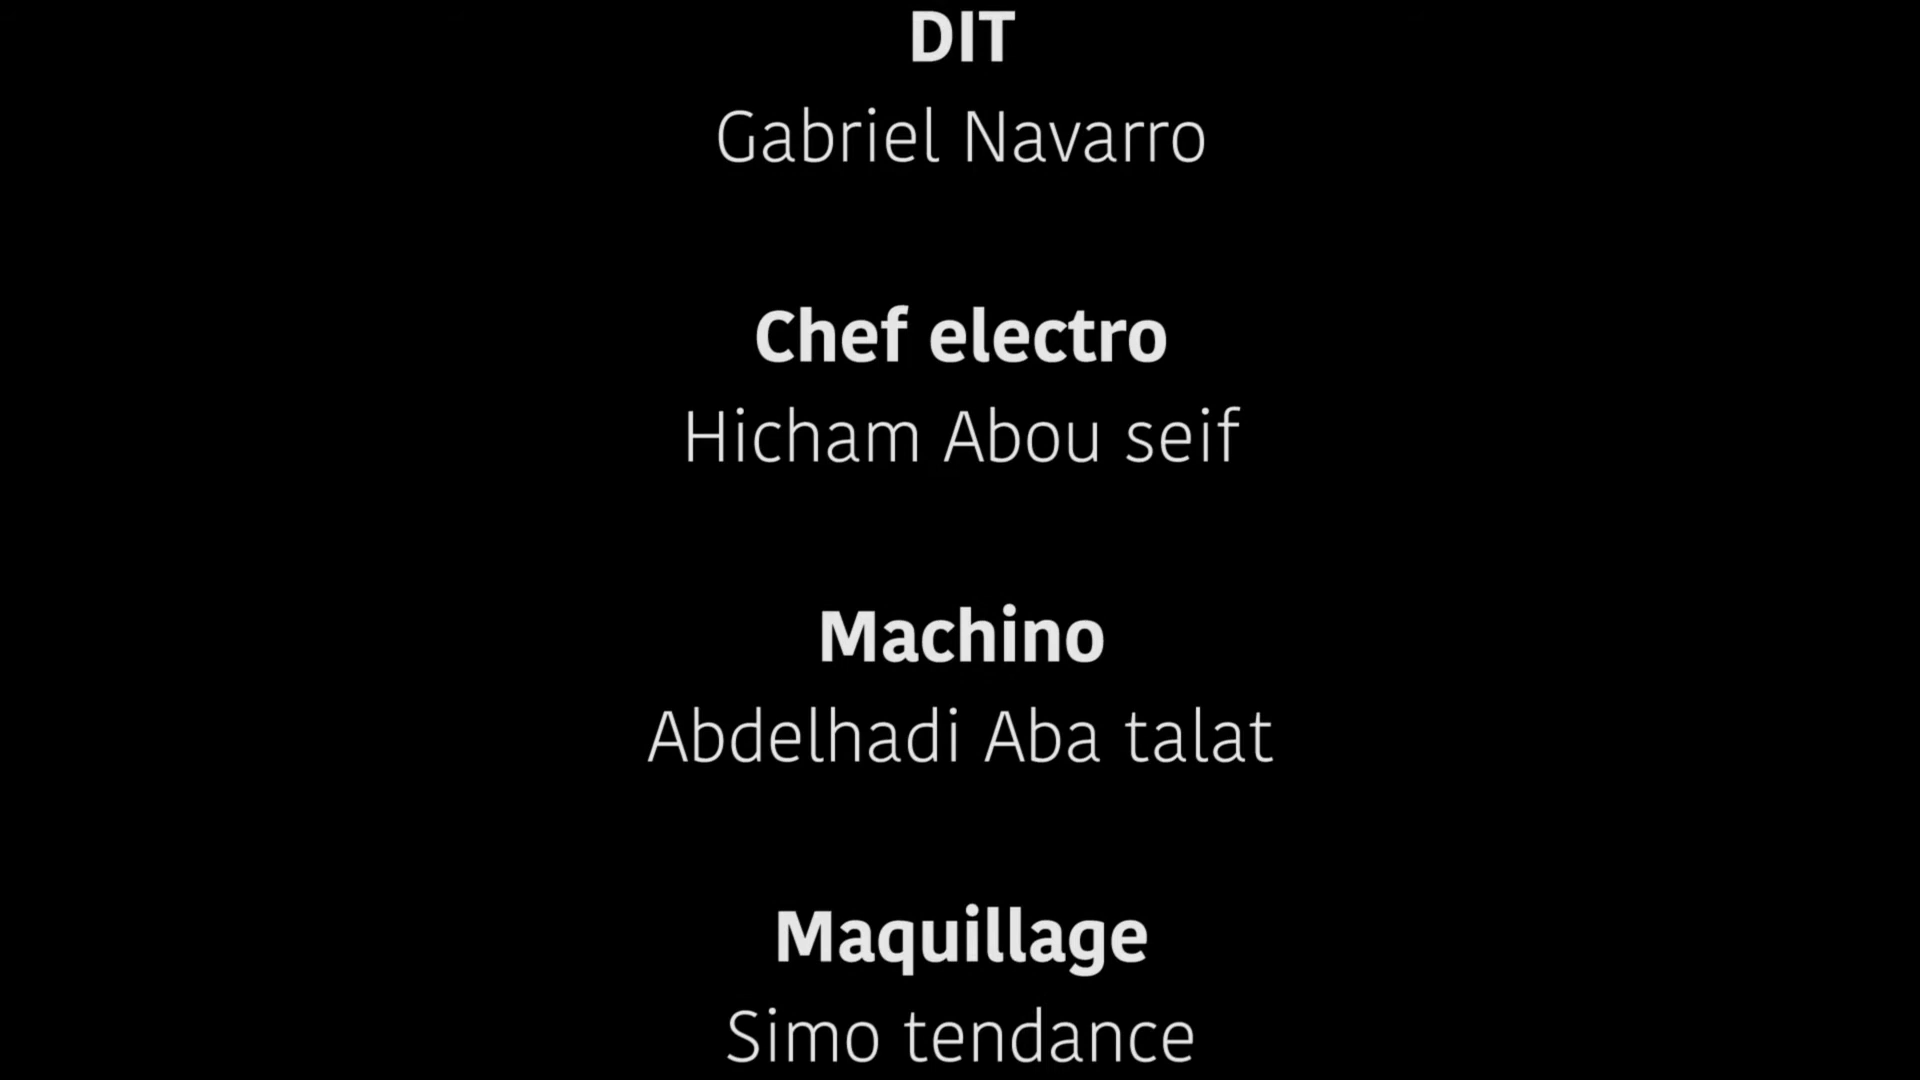 DIT
Gabriel Navarro
Chef electro
Hicham Abou seif
Machino
Abdelhadi Aba talat
Maquillage
Simo tendance